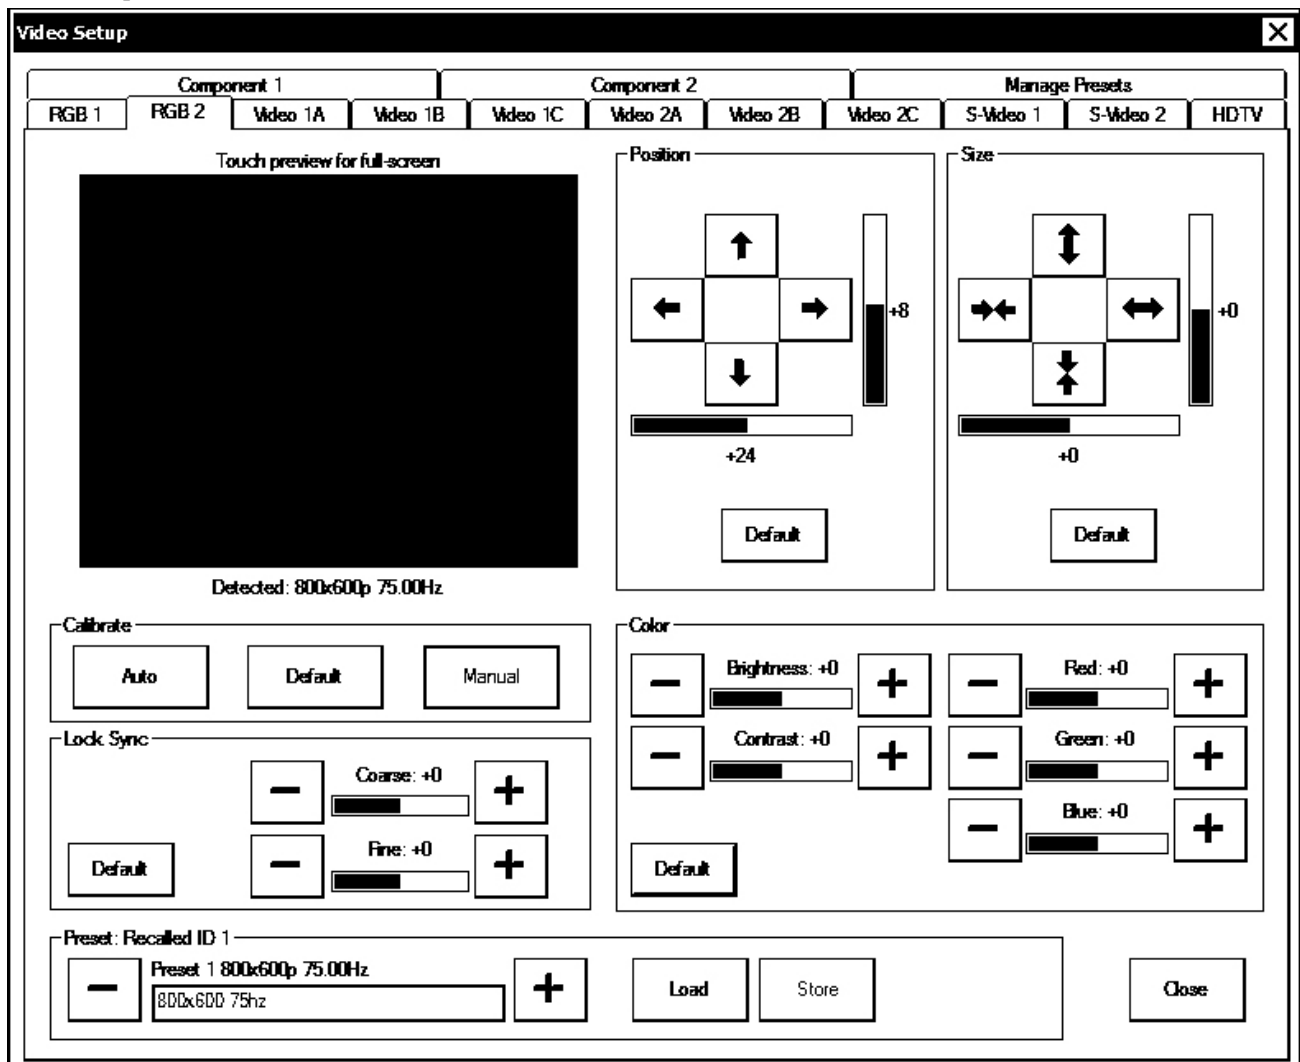 Video Setup
Component 1 Component 2 Manage Presets
RGB 1 RGB 2 Video 1A Video 1B Video 1C Video 2A Video 2B Video 2C S-Video 1 S-Video 2 HDTV
Touch preview for full-screen
Position
Size
+8
+0
+24
+0
Default
Default
Detected: 800x600p 75.00Hz
Calibrate
Auto Default Manual
Color
Brightness: +0
Red: +0
Contrast: +0
Green: +0
Blue: +0
Default
Lock Sync
Coarse: +0
Fine: +0
Default
Preset: Recalled ID 1
Preset 1 800x600p 75.00Hz
800x600 75hz
Load Store
Close